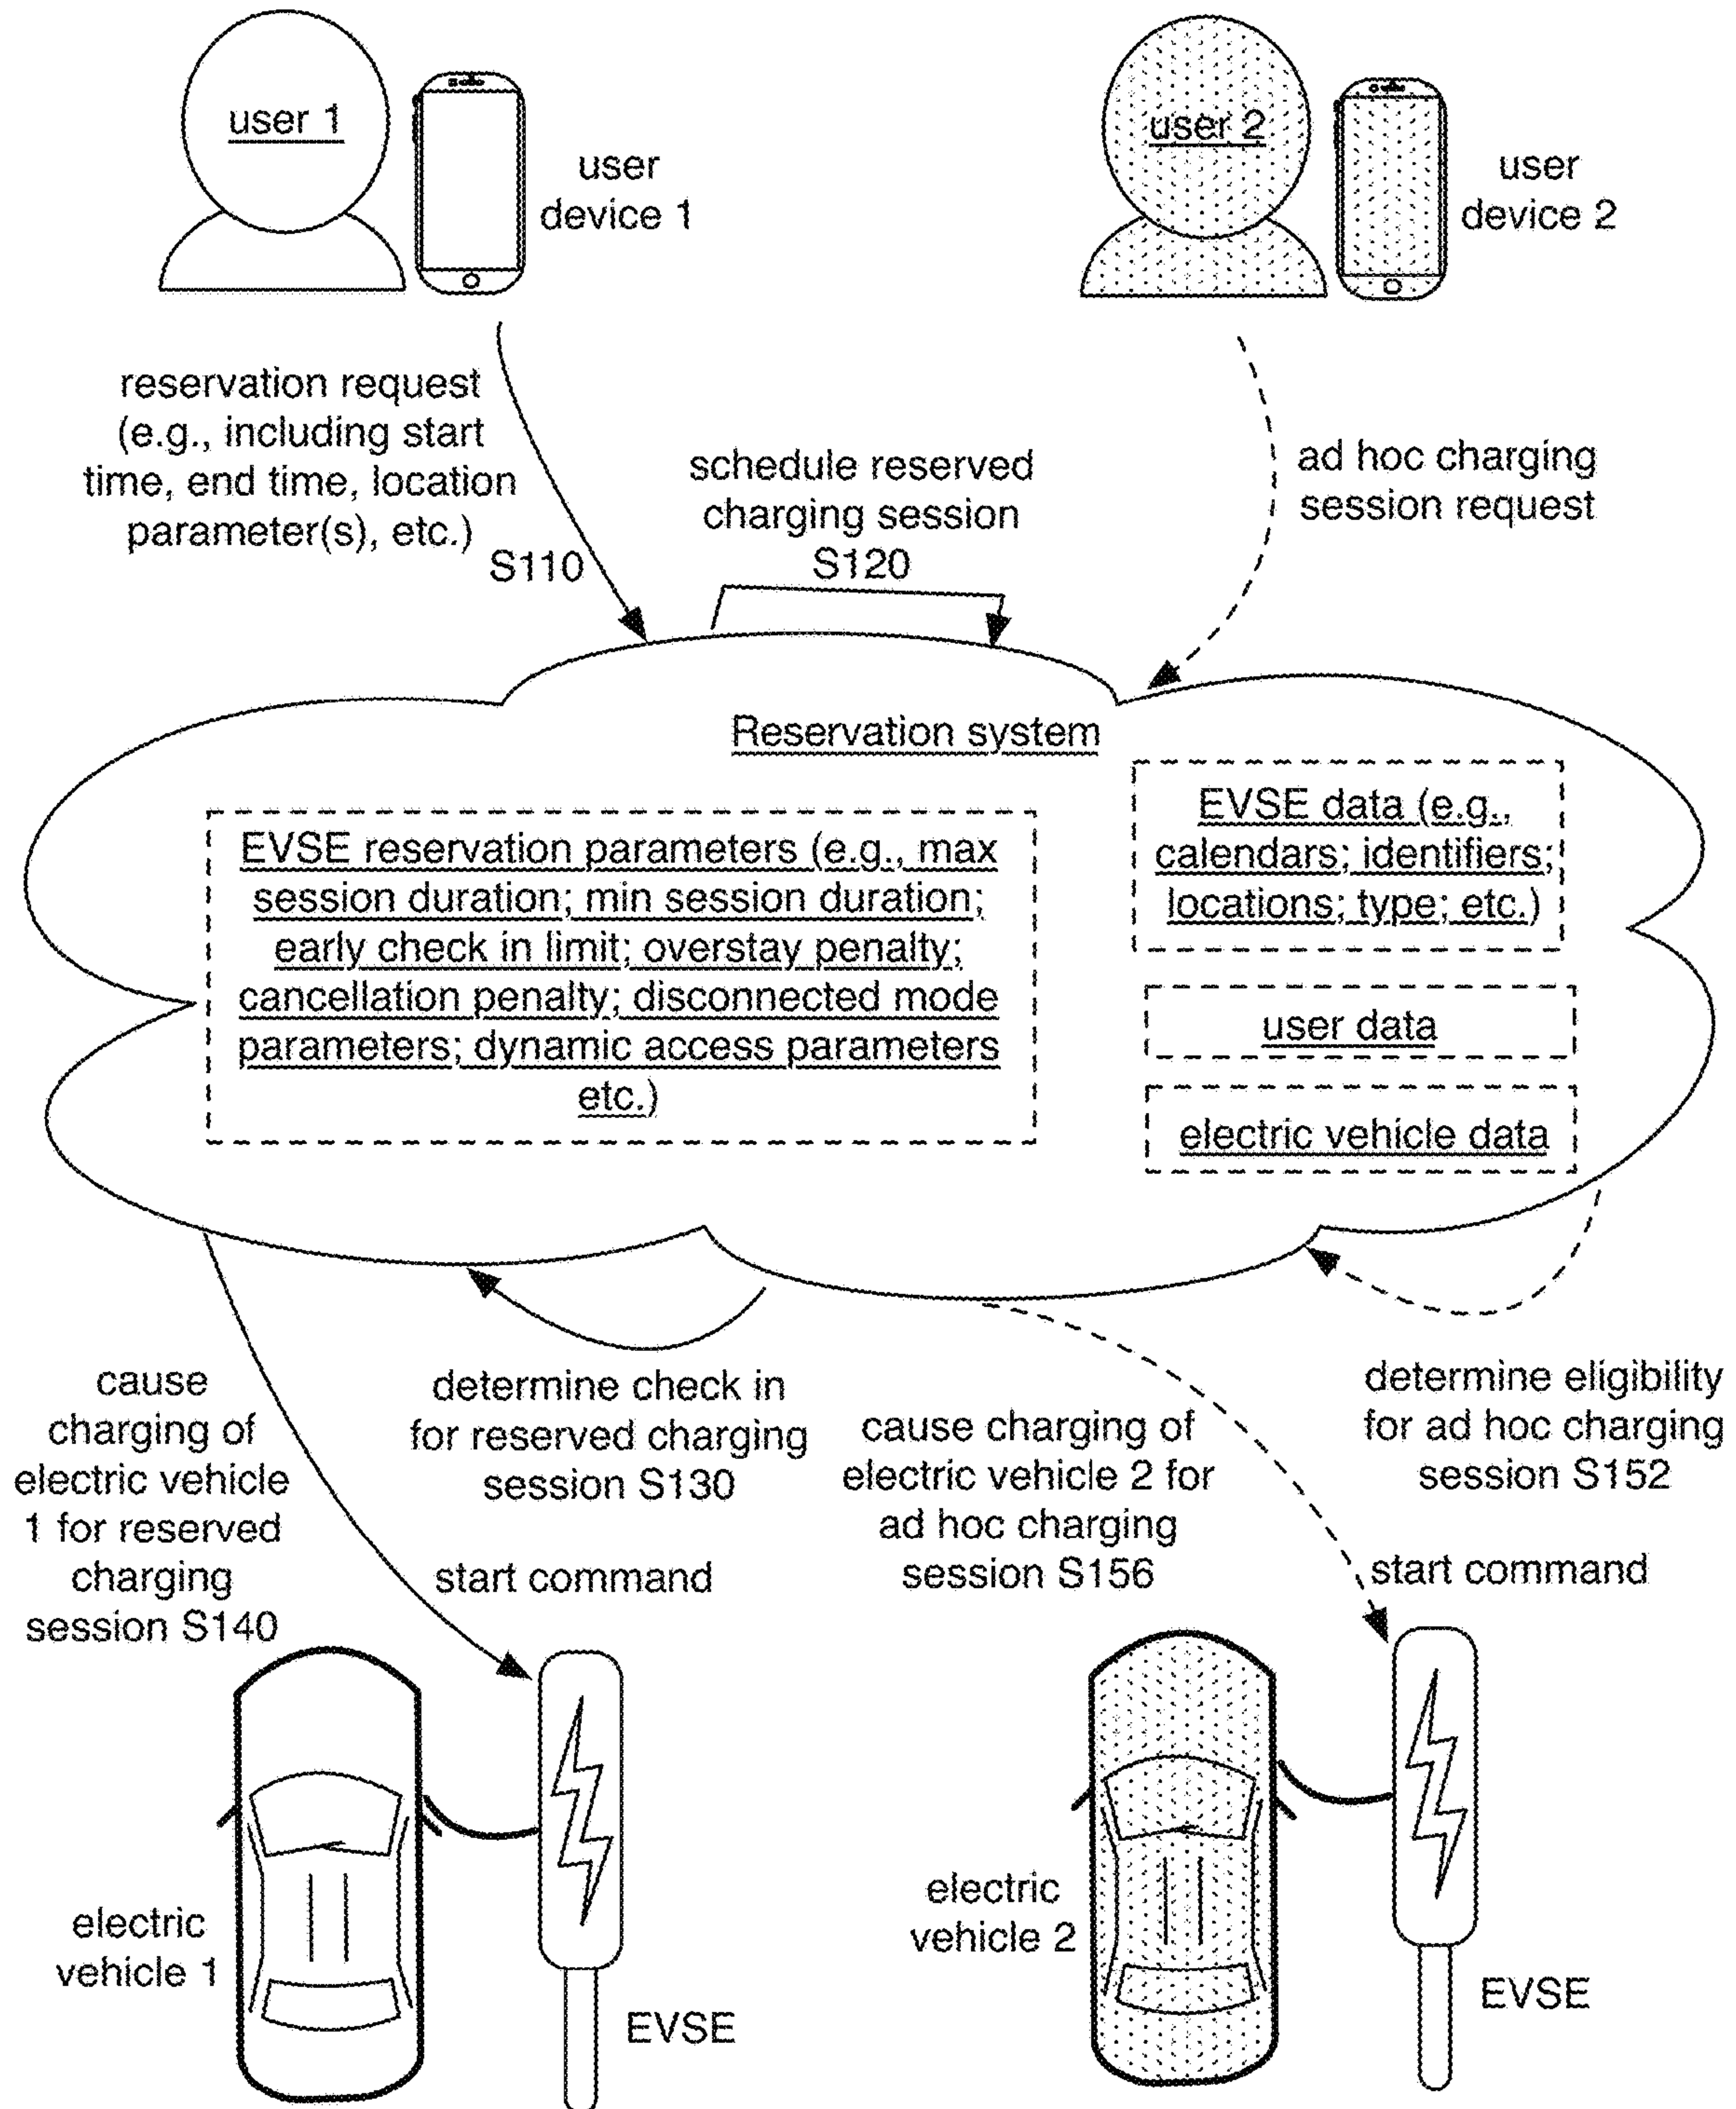 user 1
user
device 1
user 2
user
device 2
reservation request
(e.g., including start
time, end time, location
parameter(s), etc.)
S110
schedule reserved
charging session
S120
ad hoc charging
session request
Reservation system
EVSE reservation parameters (e.g., max
session duration; min session duration;
early check in limit; overstay penalty;
cancellation penalty; disconnected mode
parameters; dynamic access parameters
etc.)
EVSE data (e.g.,
calendars; identifiers;
locations; type; etc.)
user data
electric vehicle data
cause
charging of
electric vehicle
1 for reserved
charging
session S140
determine check in
for reserved charging
session S130
start command
cause charging of
electric vehicle 2 for
ad hoc charging
session S156
determine eligibility
for ad hoc charging
session S152
start command
electric
vehicle 1
EVSE
electric
vehicle 2
EVSE